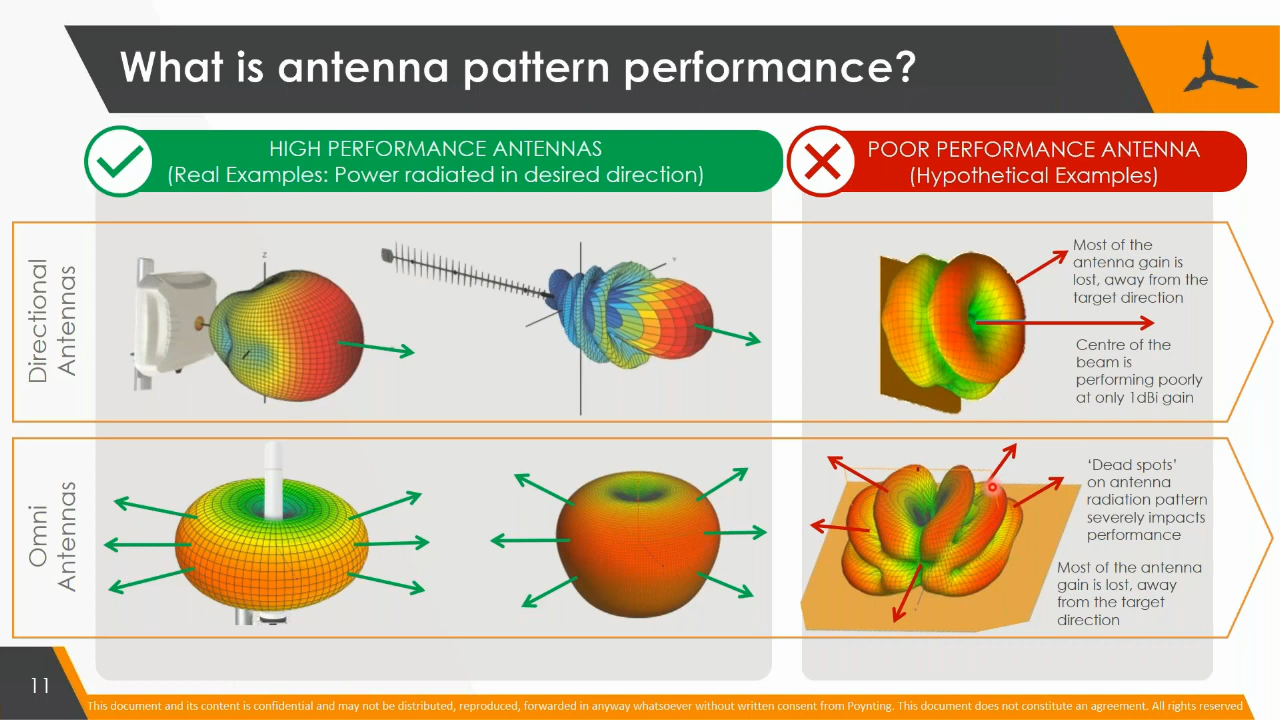 What is antenna pattern performance?
HIGH PERFORMANCE ANTENNAS
(Real Examples: Power radiated in desired direction)
POOR PERFORMANCE ANTENNA
(Hypothetical Examples)
Directional
Antennas
z
Y
Most of the
antenna gain is
lost, away from the
target direction
Centre of the
beam is
performing poorly
at only 1dBi gain
Omni
Antennas
'Dead spots'
on antenna
radiation pattern
severely impacts
performance
Most of the antenna
gain is lost, away
from the target
direction
11
This document and its content is confidential and may not be distributed, reproduced, forwarded in anyway whatsoever without written consent from Poynting. This document does not constitute an agreement. All rights reserved